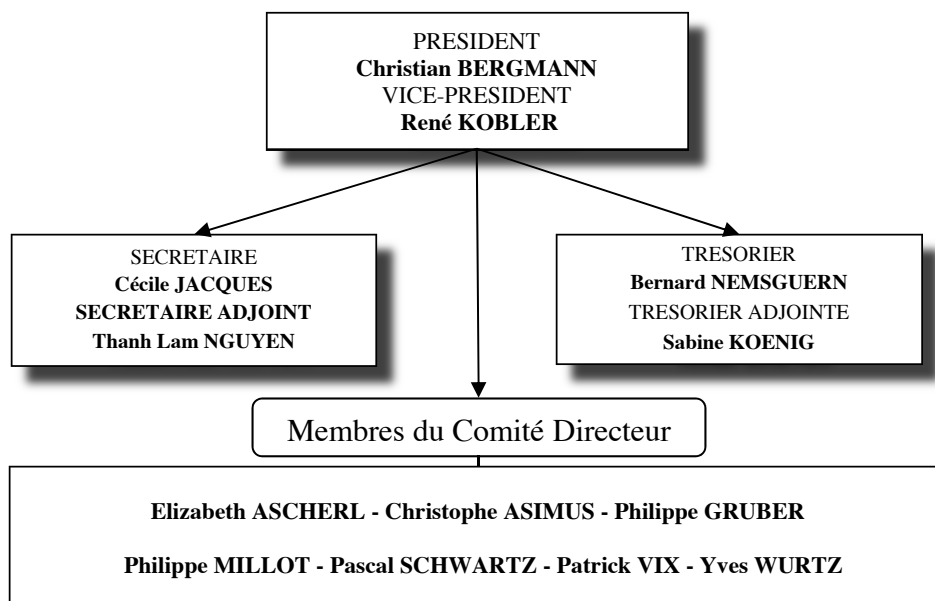 PRESIDENT
Christian BERGMANN
VICE-PRESIDENT
René KOBLER
SECRETAIRE
Cécile JACQUES
SECRETAIRE ADJOINT
Thanh Lam NGUYEN
TRESORIER
Bernard NEMSGUERN
TRESORIER ADJOINTE
Sabine KOENIG
Membres du Comité Directeur
Elizabeth ASCHERL - Christophe ASIMUS - Philippe GRUBER
Philippe MILLOT - Pascal SCHWARTZ - Patrick VIX - Yves WURTZ